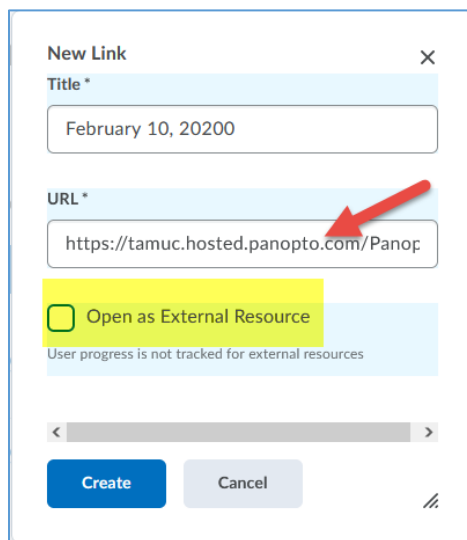 New Link
Title *
February 10, 20200
URL *
https://tamuc.hosted.panopto.com/Panop
Open as External Resource
User progress is not tracked for external resources
Create
Cancel